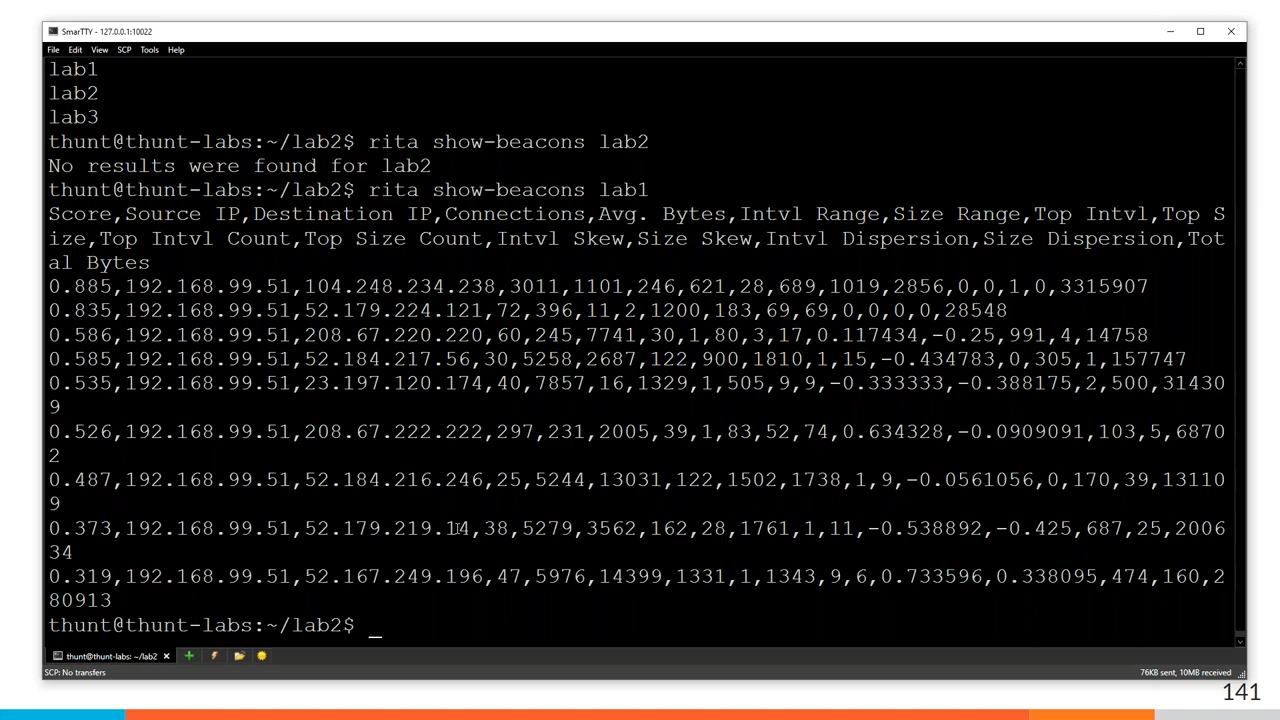 SmarTTY - 127.0.0.1:10022
File Edit View SCP Tools Help
lab1
lab2
lab3
thunt@thunt-labs:~/lab2$ rita show-beacons lab2
No results were found for lab2
thunt@thunt-labs:~/lab2$ rita show-beacons lab1
Score,Source IP,Destination IP,Connections,Avg. Bytes,Intvl Range,Size Range,Top Intvl,Top S
ize,Top Intvl Count,Top Size Count,Intvl Skew,Size Skew,Intvl Dispersion,Size Dispersion,Tot
al Bytes
0.885,192.168.99.51,104.248.234.238,3011,1101,246,621,28,689,1019,2856,0,0,1,0,3315907
0.835,192.168.99.51,52.179.224.121,72,396,11,2,1200,183,69,69,0,0,0,0,28548
0.586,192.168.99.51,208.67.220.220,60,245,7741,30,1,80,3,17,0.117434,-0.25,991,4,14758
0.585,192.168.99.51,52.184.217.56,30,5258,2687,122,900,1810,1,15,-0.434783,0,305,1,157747
0.535,192.168.99.51,23.197.120.174,40,7857,16,1329,1,505,9,9,-0.333333,-0.388175,2,500,31430
9
0.526,192.168.99.51,208.67.222.222,297,231,2005,39,1,83,52,74,0.634328,-0.0909091,103,5,6870
2
0.487,192.168.99.51,52.184.216.246,25,5244,13031,122,1502,1738,1,9,-0.0561056,0,170,39,13110
9
0.373,192.168.99.51,52.179.219.14,38,5279,3562,162,28,1761,1,11,-0.538892,-0.425,687,25,2006
34
0.319,192.168.99.51,52.167.249.196,47,5976,14399,1331,1,1343,9,6,0.733596,0.338095,474,160,2
80913
thunt@thunt-labs:~/lab2$ _
thunt@thunt-labs: ~/lab2
SCP: No transfers
76KB sent, 10MB received
141